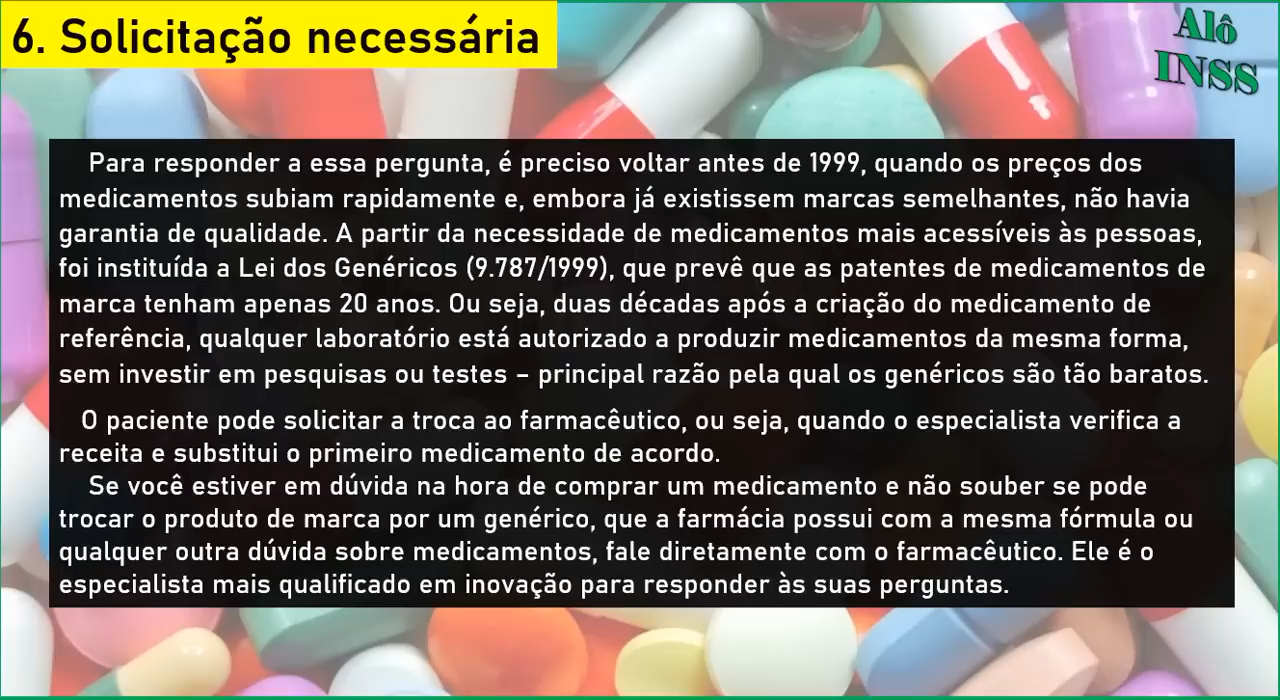 6. Solicitação necessária
Alô
INSS
Para responder a essa pergunta, é preciso voltar antes de 1999, quando os preços dos
medicamentos subiam rapidamente e, embora já existissem marcas semelhantes, não havia
garantia de qualidade. A partir da necessidade de medicamentos mais acessíveis às pessoas,
foi instituída a Lei dos Genéricos (9.787/1999), que prevê que as patentes de medicamentos de
marca tenham apenas 20 anos. Ou seja, duas décadas após a criação do medicamento de
referência, qualquer laboratório está autorizado a produzir medicamentos da mesma forma,
sem investir em pesquisas ou testes – principal razão pela qual os genéricos são tão baratos.
O paciente pode solicitar a troca ao farmacêutico, ou seja, quando o especialista verifica a
receita e substitui o primeiro medicamento de acordo.
Se você estiver em dúvida na hora de comprar um medicamento e não souber se pode
trocar o produto de marca por um genérico, que a farmácia possui com a mesma fórmula ou
qualquer outra dúvida sobre medicamentos, fale diretamente com o farmacêutico. Ele é o
especialista mais qualificado em inovação para responder às suas perguntas.